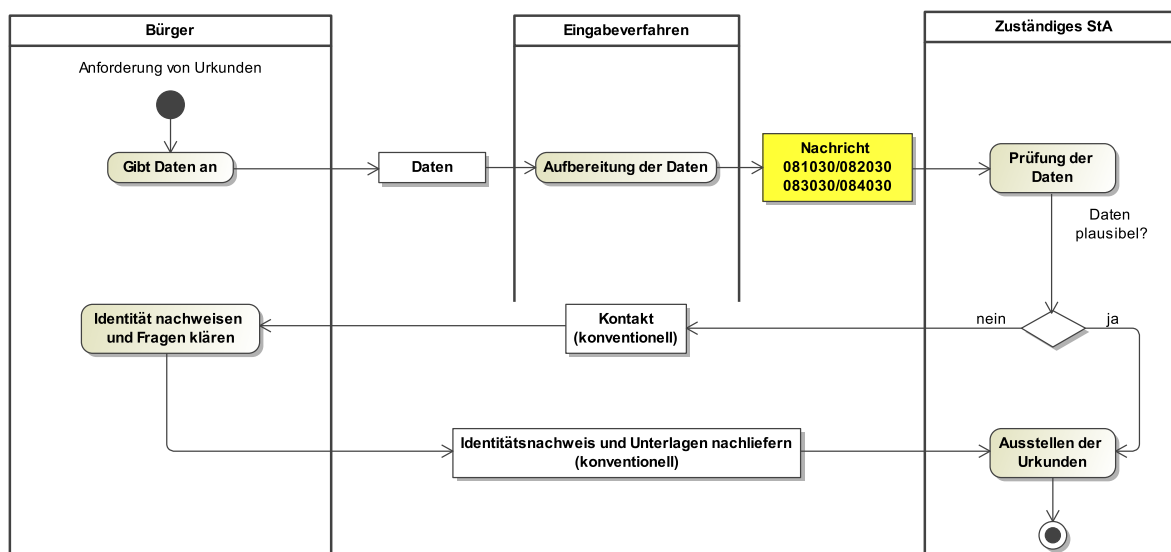 Bürger
Eingabeverfahren
Zuständiges StA
Anforderung von Urkunden
Gibt Daten an
Daten
Aufbereitung der Daten
Nachricht
081030/082030
083030/084030
Prüfung der
Daten
Daten
plausibel?
Identität nachweisen
und Fragen klären
Kontakt
(konventionell)
nein
ja
Identitätsnachweis und Unterlagen nachliefern
(konventionell)
Ausstellen der
Urkunden